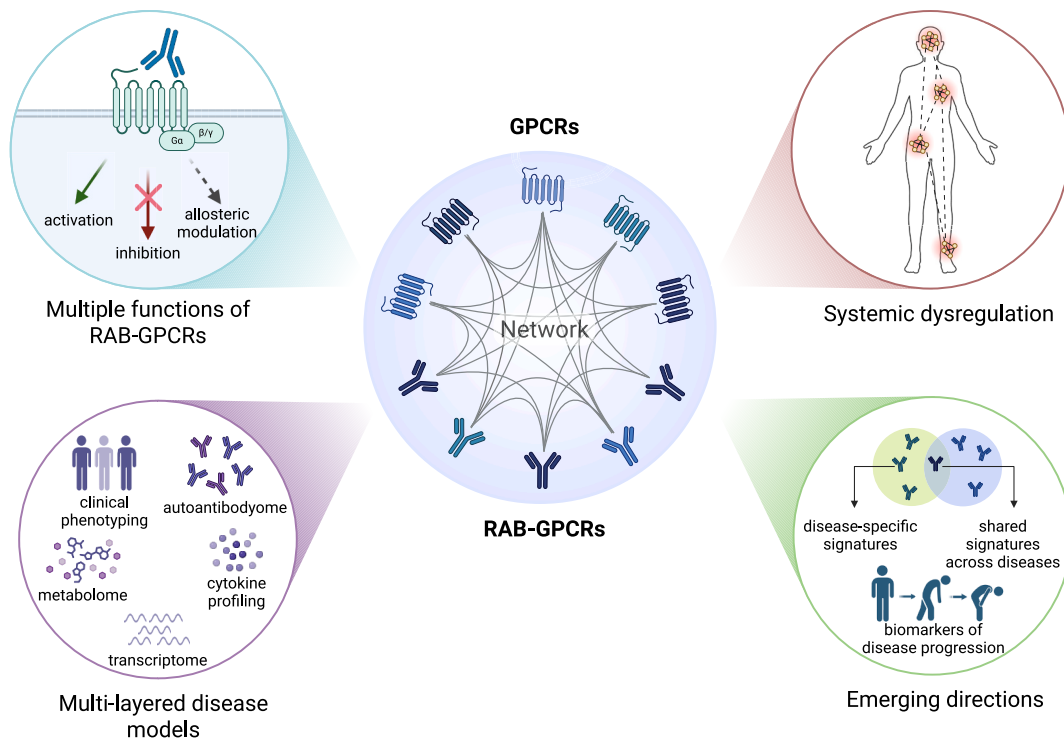 β/γ
Gα
activation
inhibition
allosteric
modulation
Multiple functions of
RAB-GPCRs
GPCRs
Network
RAB-GPCRs
Systemic dysregulation
clinical
phenotyping
autoantibodyome
metabolome
cytokine
profiling
transcriptome
Multi-layered disease
models
disease-specific
signatures
shared
signatures
across diseases
biomarkers of
disease progression
Emerging directions